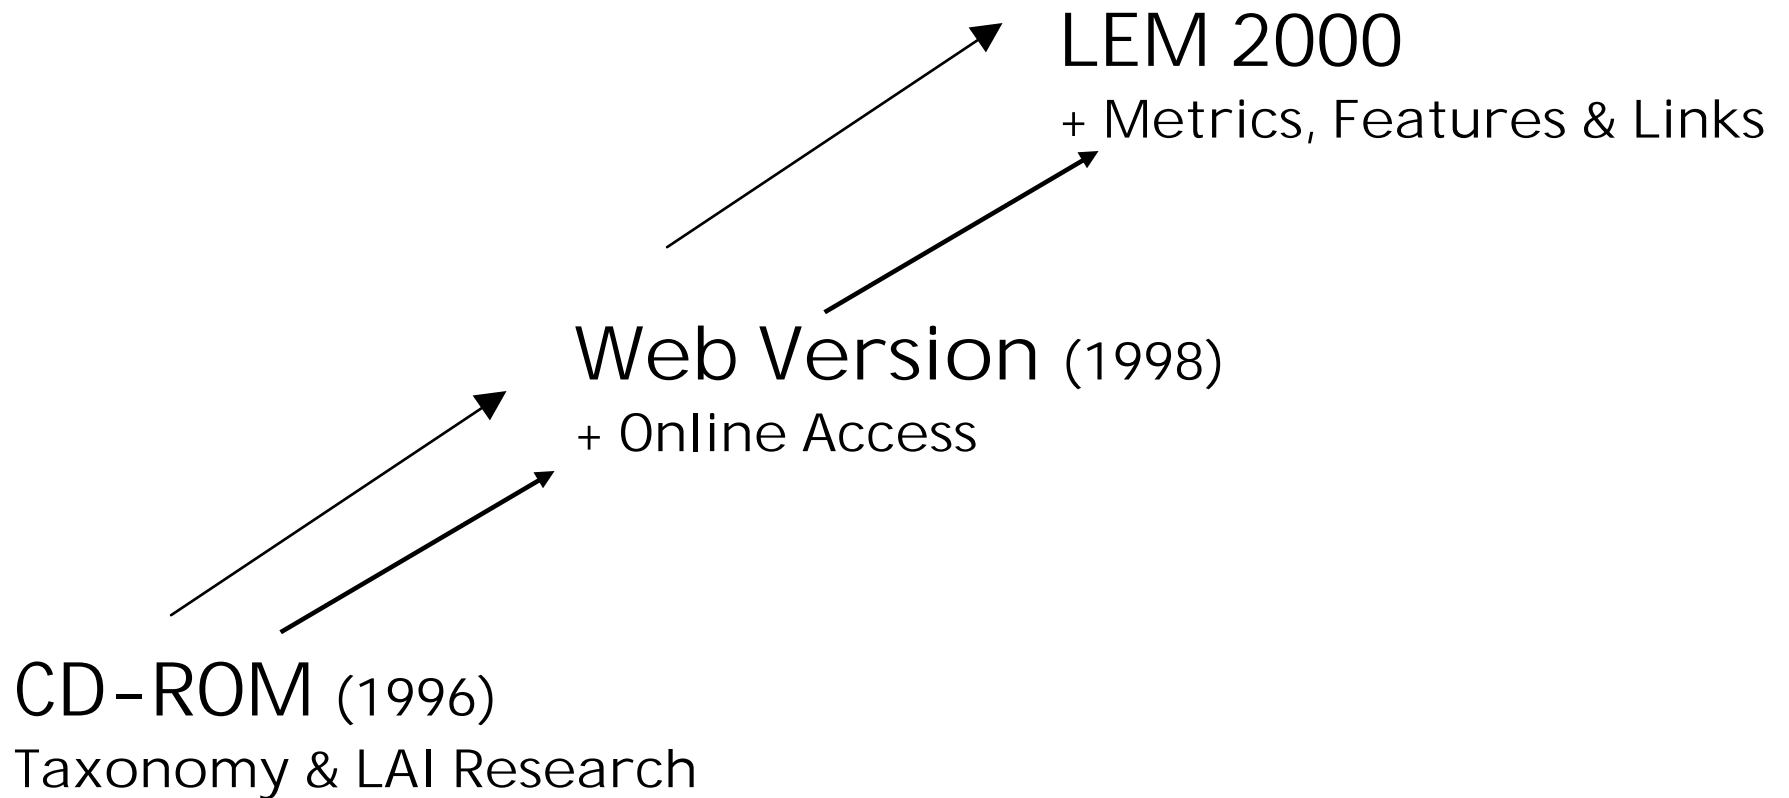 LEM 2000
+ Metrics, Features & Links
Web Version (1998)
+ Online Access
CD-ROM (1996)
Taxonomy & LAI Research